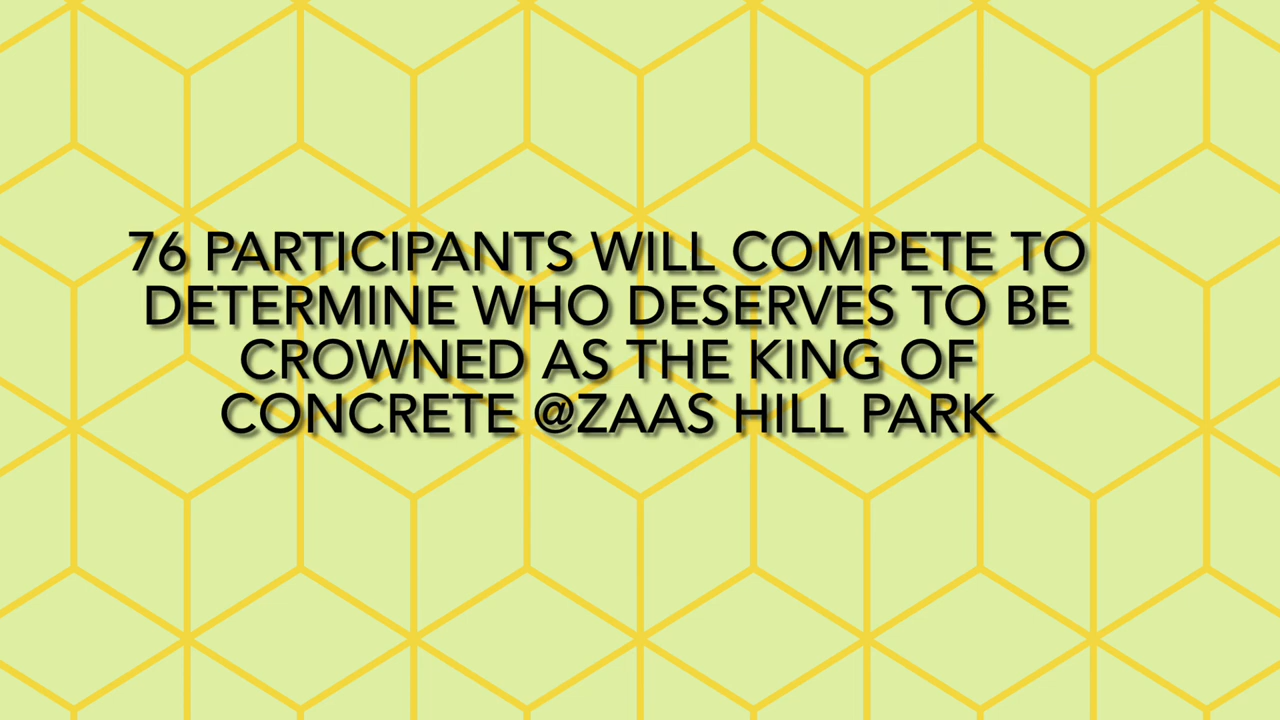 76 PARTICIPANTS WILL COMPETE TO
DETERMINE WHO DESERVES TO BE
CROWNED AS THE KING OF
CONCRETE @ZAAS HILL PARK